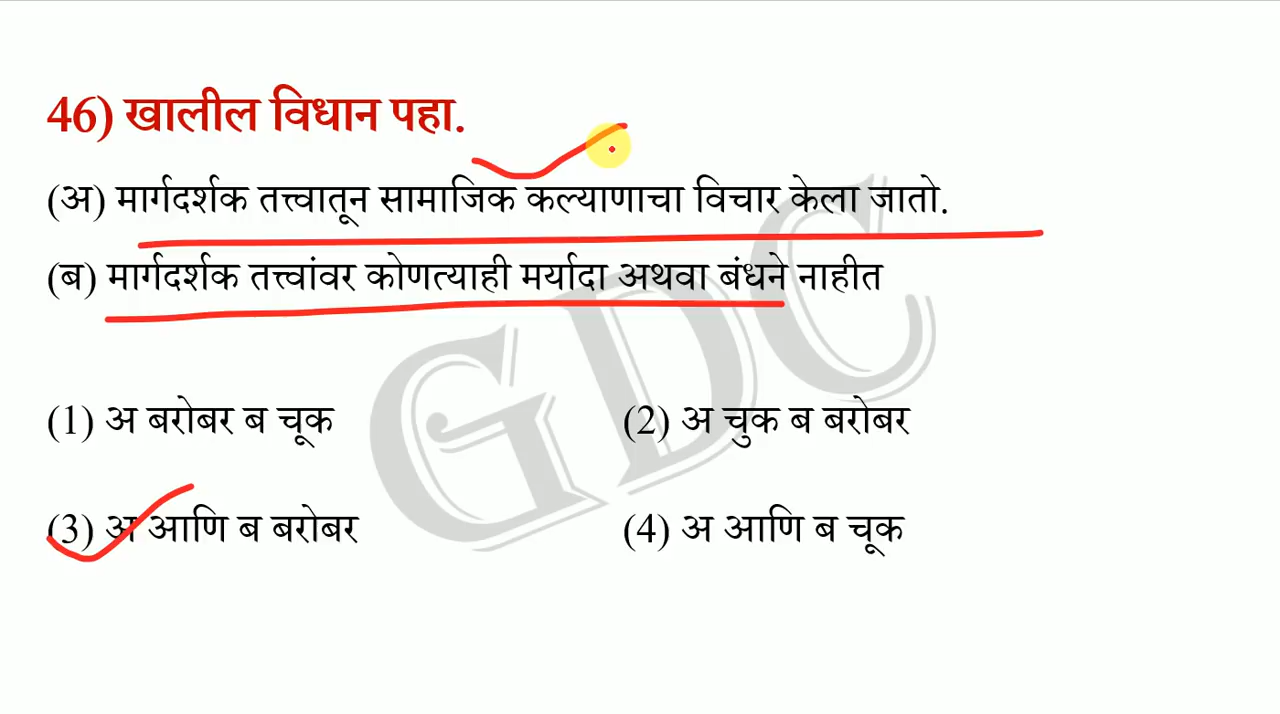 46) खालील विधान पहा.
(अ) मार्गदर्शक तत्त्वातून सामाजिक कल्याणाचा विचार केला जातो.
(ब) मार्गदर्शक तत्त्वांवर कोणत्याही मर्यादा अथवा बंधने नाहीत
(1) अ बरोबर ब चूक (2) अ चुक ब बरोबर
(3) अ आणि ब बरोबर (4) अ आणि ब चूक
GDC